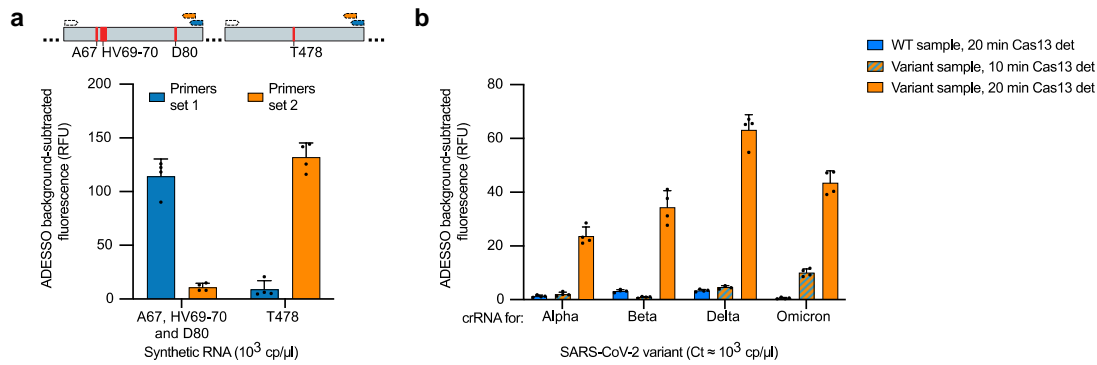 a
A67 HV69-70
D80
T478
ADESSO background-subtracted
fluorescence (RFU)
200
150
100
50
0
Primers
set 1
Primers
set 2
A67, HV69-70
and D80
T478
Synthetic RNA (10³ cp/µl)
b
WT sample, 20 min Cas13 det
Variant sample, 10 min Cas13 det
Variant sample, 20 min Cas13 det
ADESSO background-subtracted
fluorescence (RFU)
80
60
40
20
0
crRNA for: Alpha Beta Delta Omicron
SARS-CoV-2 variant (Ct ≈ 10³ cp/µl)